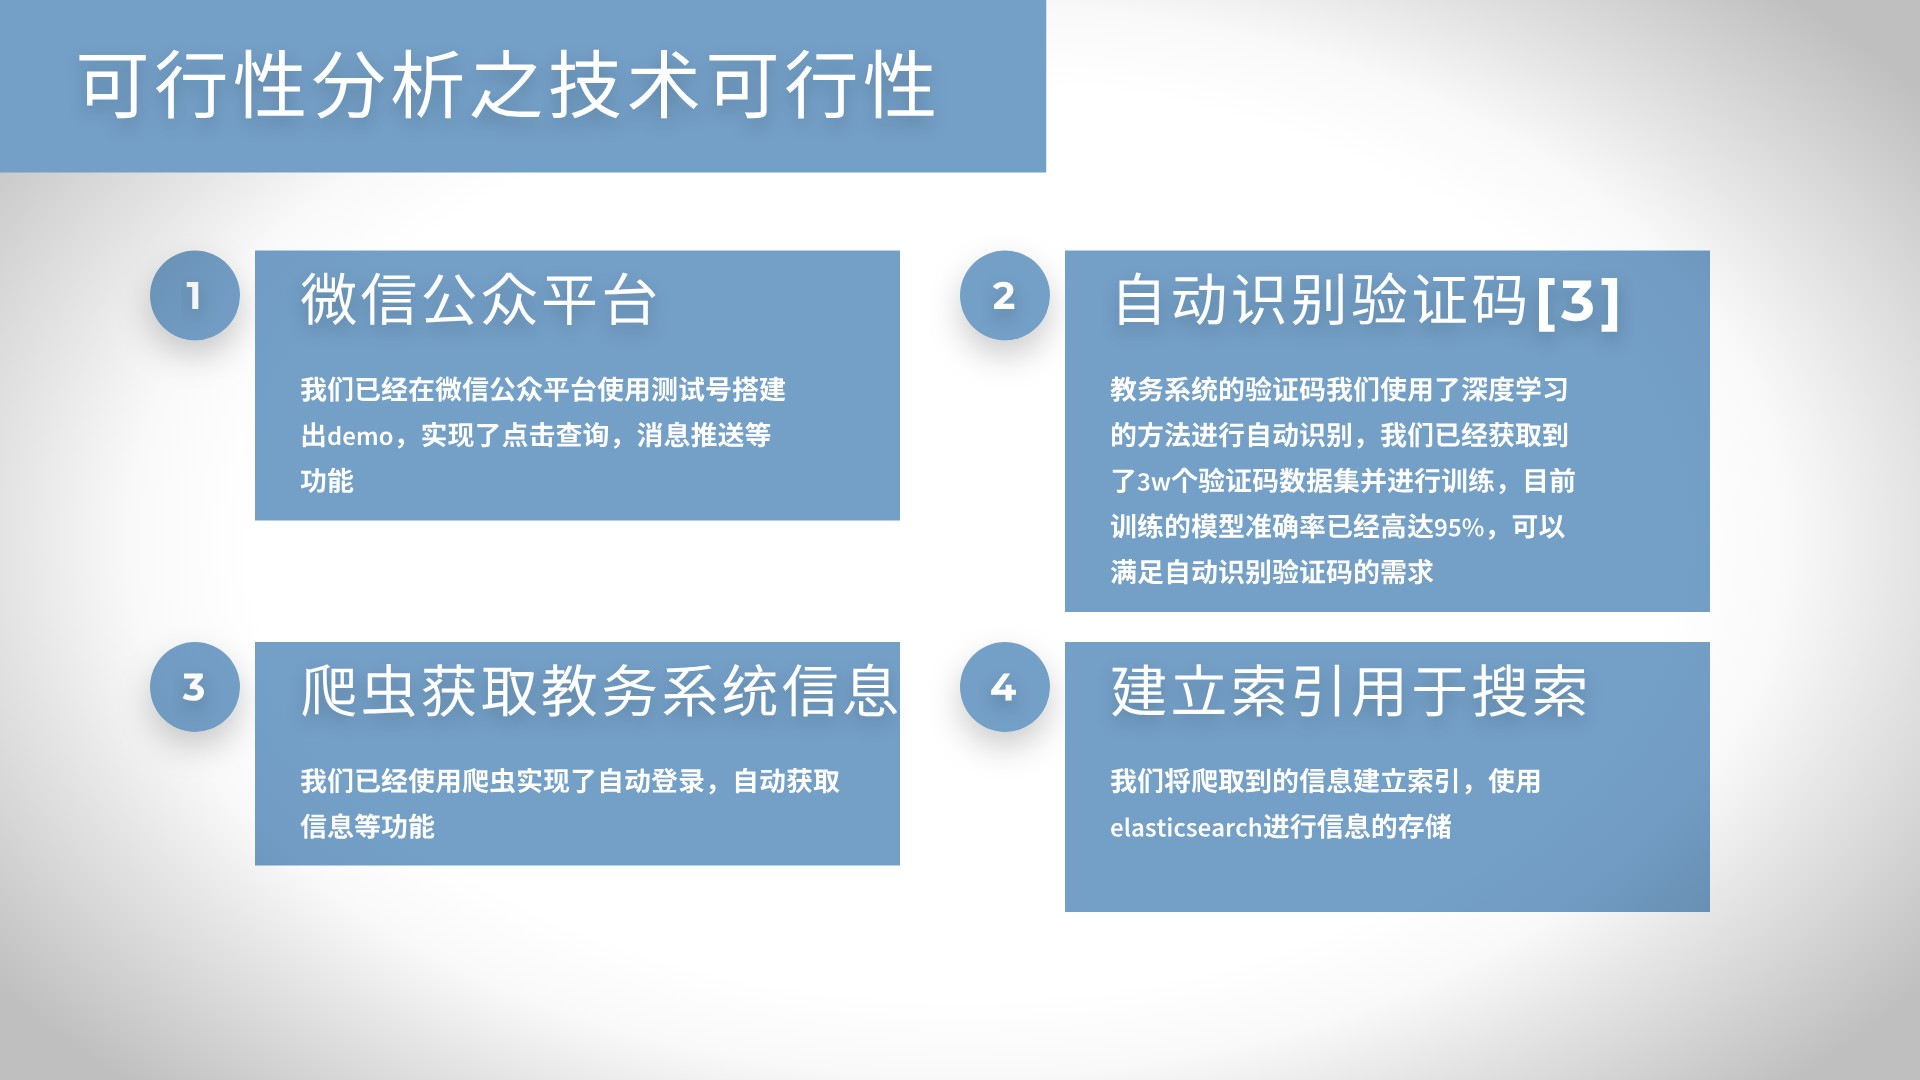 可行性分析之技术可行性
1
微信公众平台
我们已经在微信公众平台使用测试号搭建
出demo，实现了点击查询，消息推送等
功能
2
自动识别验证码[3]
教务系统的验证码我们使用了深度学习
的方法进行自动识别，我们已经获取到
了3w个验证码数据集并进行训练，目前
训练的模型准确率已经高达95%，可以
满足自动识别验证码的需求
3
爬虫获取教务系统信息
我们已经使用爬虫实现了自动登录，自动获取
信息等功能
4
建立索引用于搜索
我们将爬取到的信息建立索引，使用
elasticsearch进行信息的存储